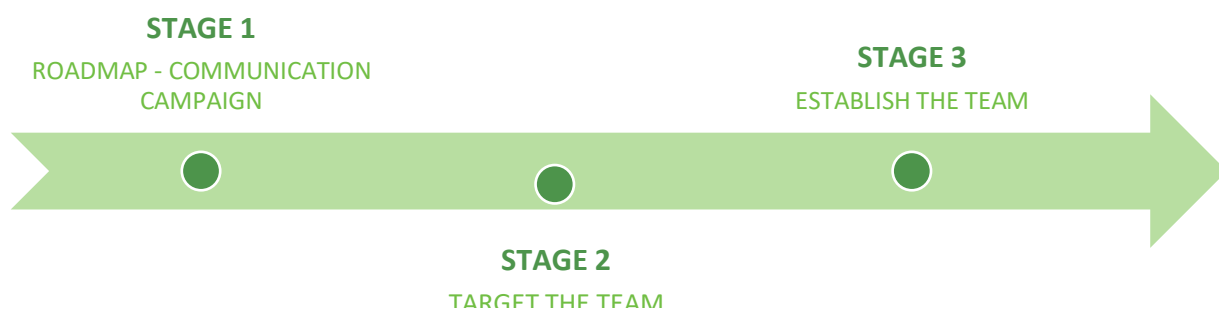 STAGE 1
ROADMAP - COMMUNICATION
CAMPAIGN
STAGE 2
TARGET THE TEAM
STAGE 3
ESTABLISH THE TEAM